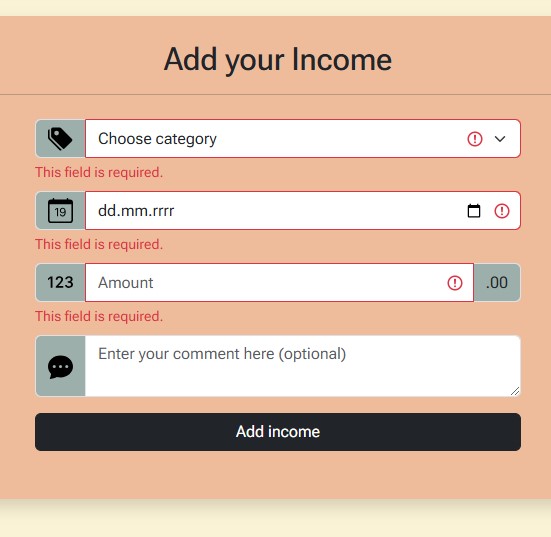 Add your Income
Choose category
This field is required.
19
dd.mm.rrrr
This field is required.
123
Amount
.00
This field is required.
Enter your comment here (optional)
Add income